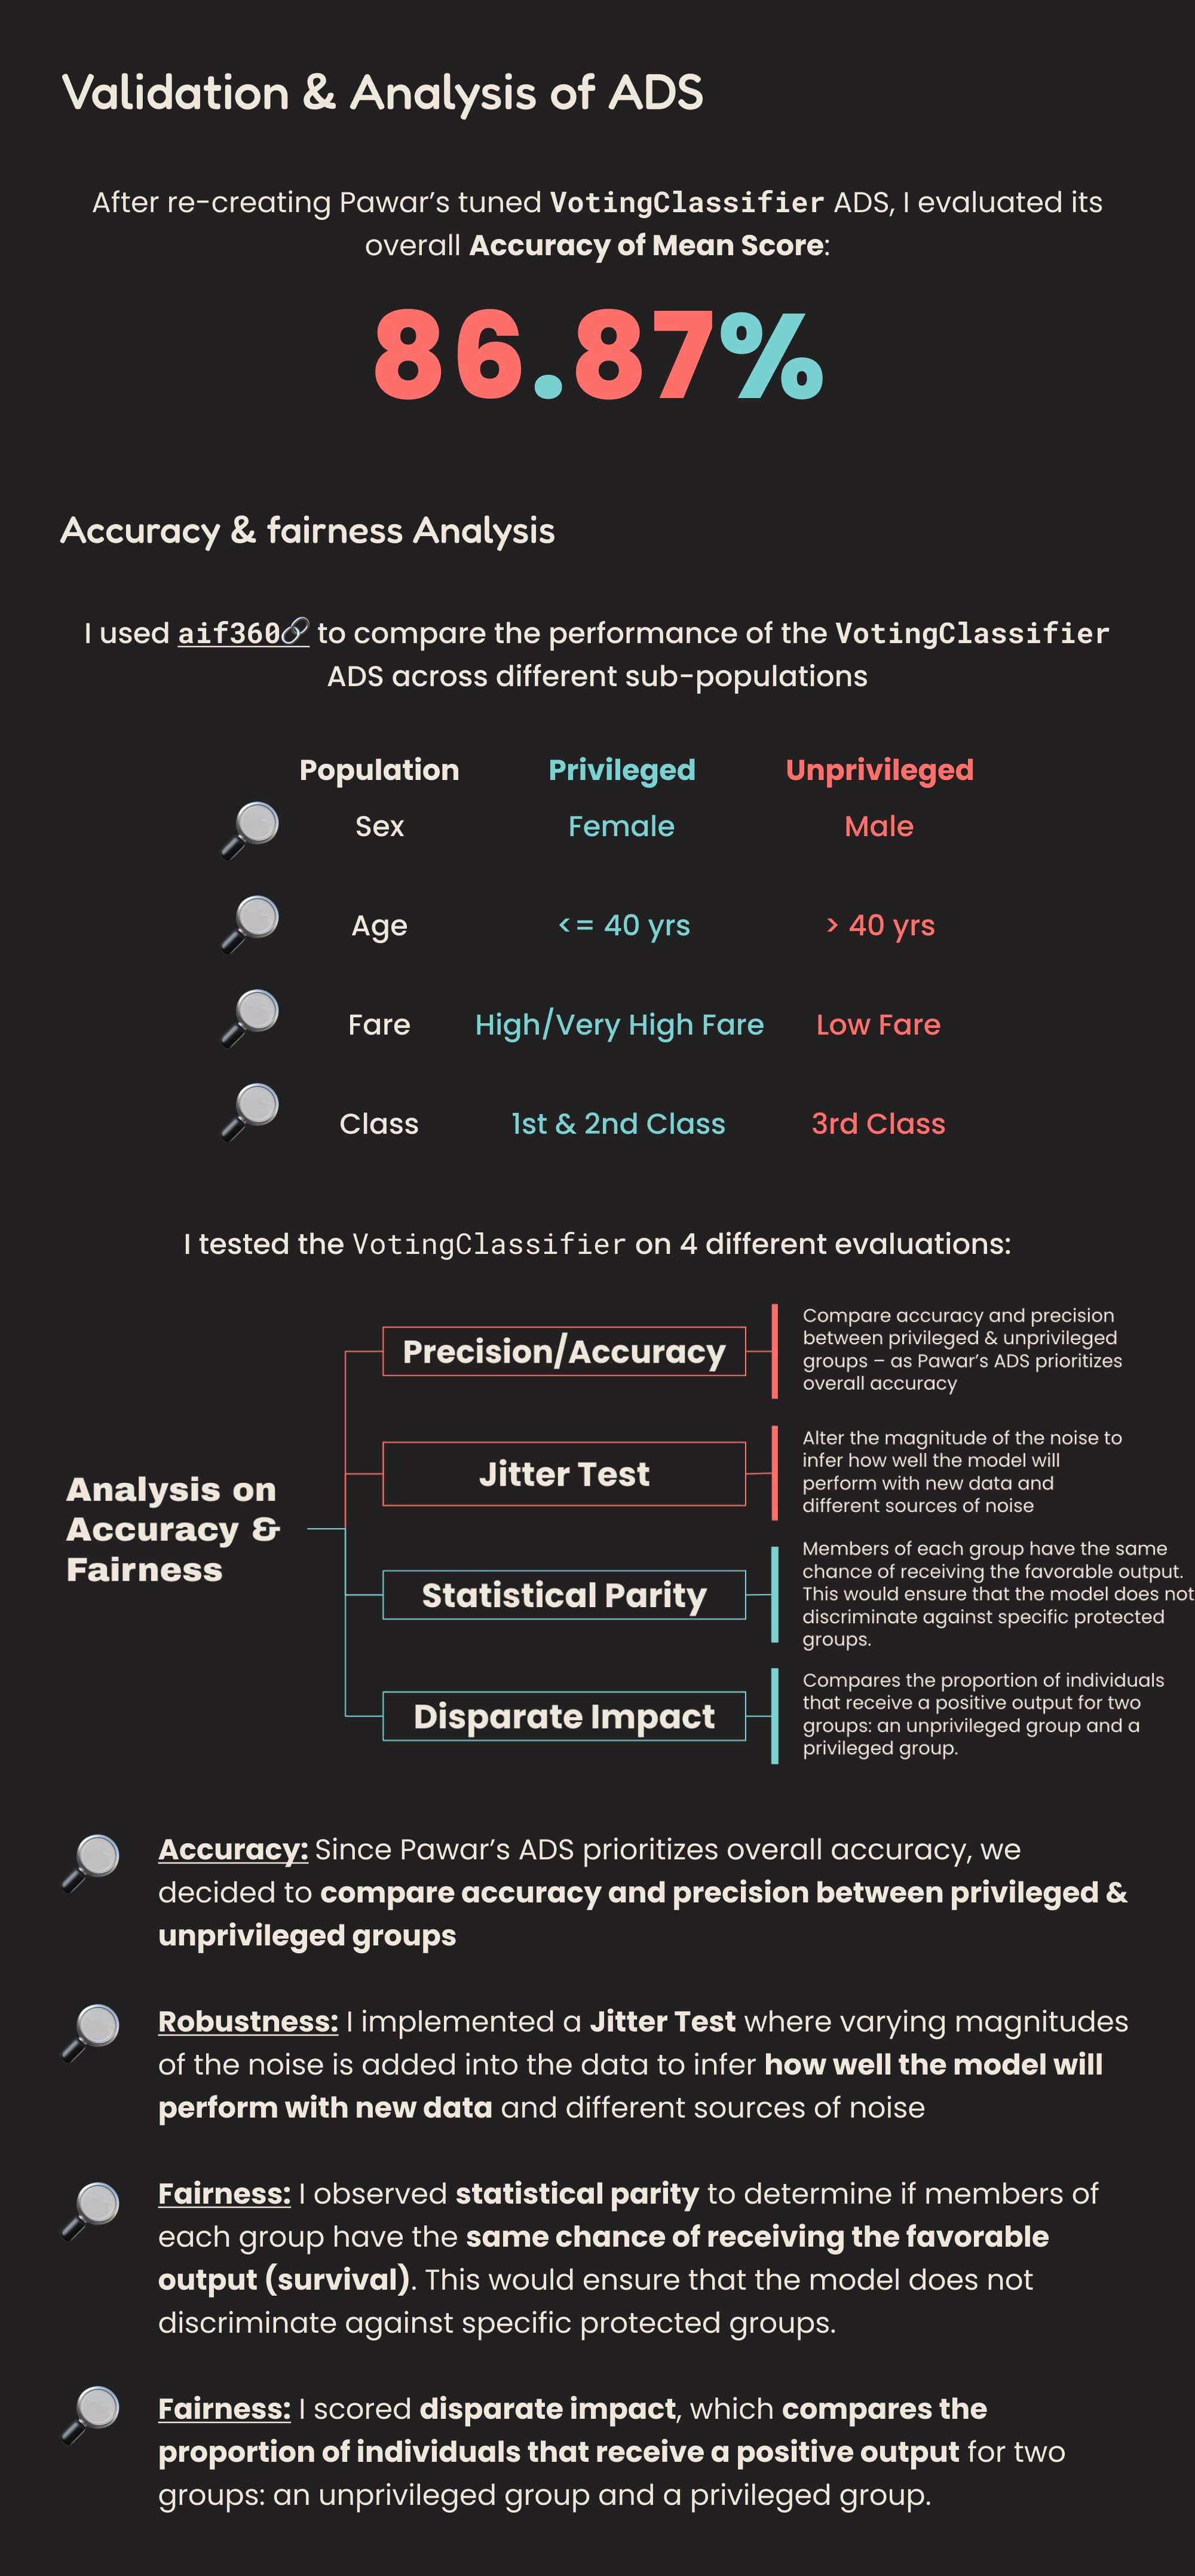 Validation & Analysis of ADS
After re-creating Pawar's tuned VotingClassifier ADS, I evaluated its
overall Accuracy of Mean Score:
86.87%
Accuracy & fairness Analysis
I used aif360🔗 to compare the performance of the VotingClassifier
ADS across different sub-populations
Population Privileged Unprivileged
Sex Female Male
Age <= 40 yrs > 40 yrs
Fare High/Very High Fare Low Fare
Class 1st & 2nd Class 3rd Class
I tested the VotingClassifier on 4 different evaluations:
Analysis on
Accuracy &
Fairness
Precision/Accuracy
Compare accuracy and precision
between privileged & unprivileged
groups – as Pawar's ADS prioritizes
overall accuracy
Jitter Test
Alter the magnitude of the noise to
infer how well the model will
perform with new data and
different sources of noise
Statistical Parity
Members of each group have the same
chance of receiving the favorable output.
This would ensure that the model does not
discriminate against specific protected
groups.
Disparate Impact
Compares the proportion of individuals
that receive a positive output for two
groups: an unprivileged group and a
privileged group.
Accuracy: Since Pawar's ADS prioritizes overall accuracy, we
decided to compare accuracy and precision between privileged &
unprivileged groups
Robustness: I implemented a Jitter Test where varying magnitudes
of the noise is added into the data to infer how well the model will
perform with new data and different sources of noise
Fairness: I observed statistical parity to determine if members of
each group have the same chance of receiving the favorable
output (survival). This would ensure that the model does not
discriminate against specific protected groups.
Fairness: I scored disparate impact, which compares the
proportion of individuals that receive a positive output for two
groups: an unprivileged group and a privileged group.